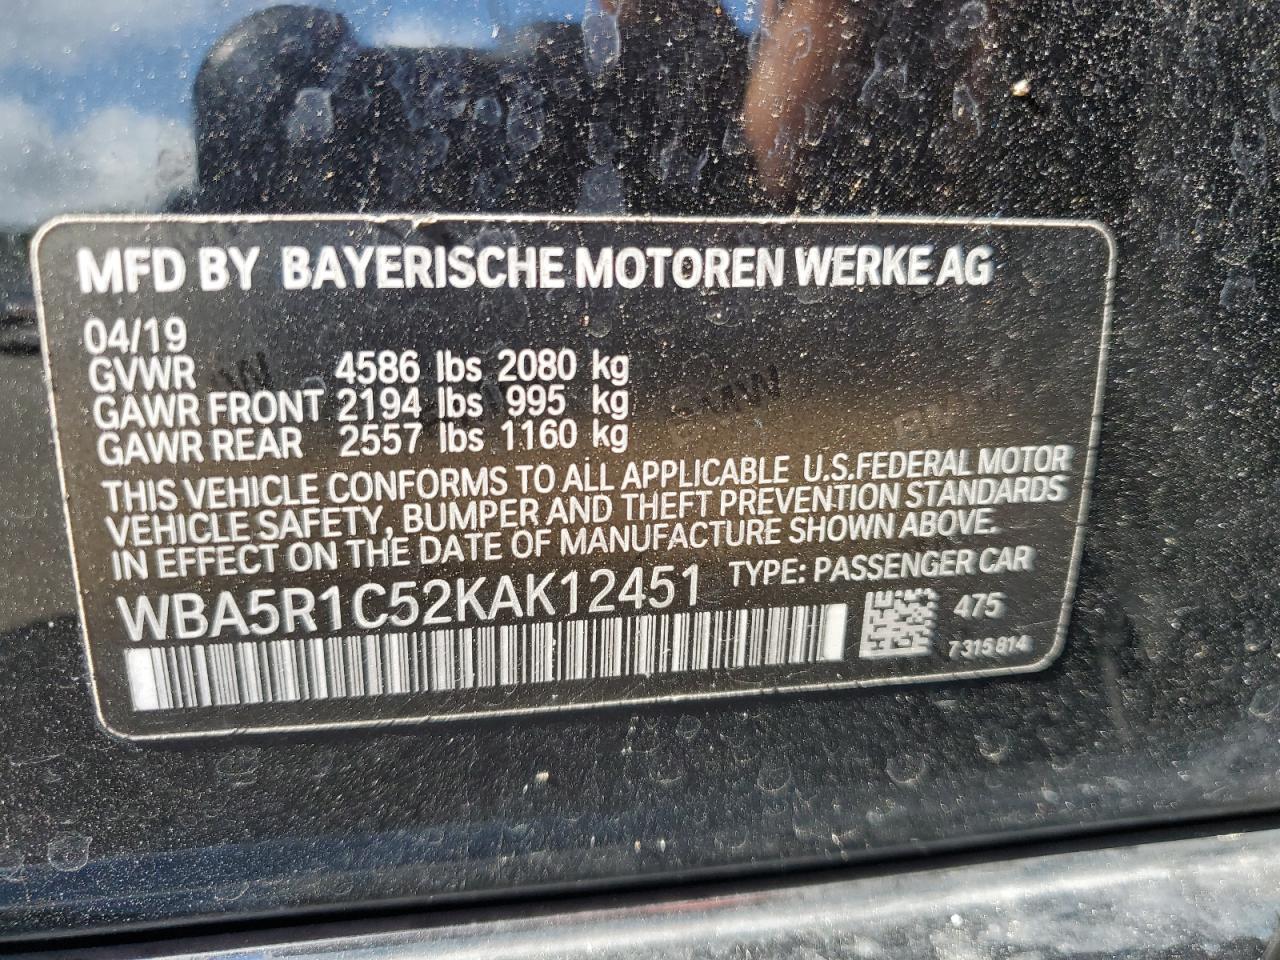 MFD BY BAYERISCHE MOTOREN WERKE AG
04/19
GVWR 4586 lbs 2080 kg
GAWR FRONT 2194 lbs 995 kg
GAWR REAR 2557 lbs 1160 kg
THIS VEHICLE CONFORMS TO ALL APPLICABLE U.S.FEDERAL MOTOR
VEHICLE SAFETY, BUMPER AND THEFT PREVENTION STANDARDS
IN EFFECT ON THE DATE OF MANUFACTURE SHOWN ABOVE.
WBA5R1C52KAK12451 TYPE: PASSENGER CAR
475
7315814
BMW